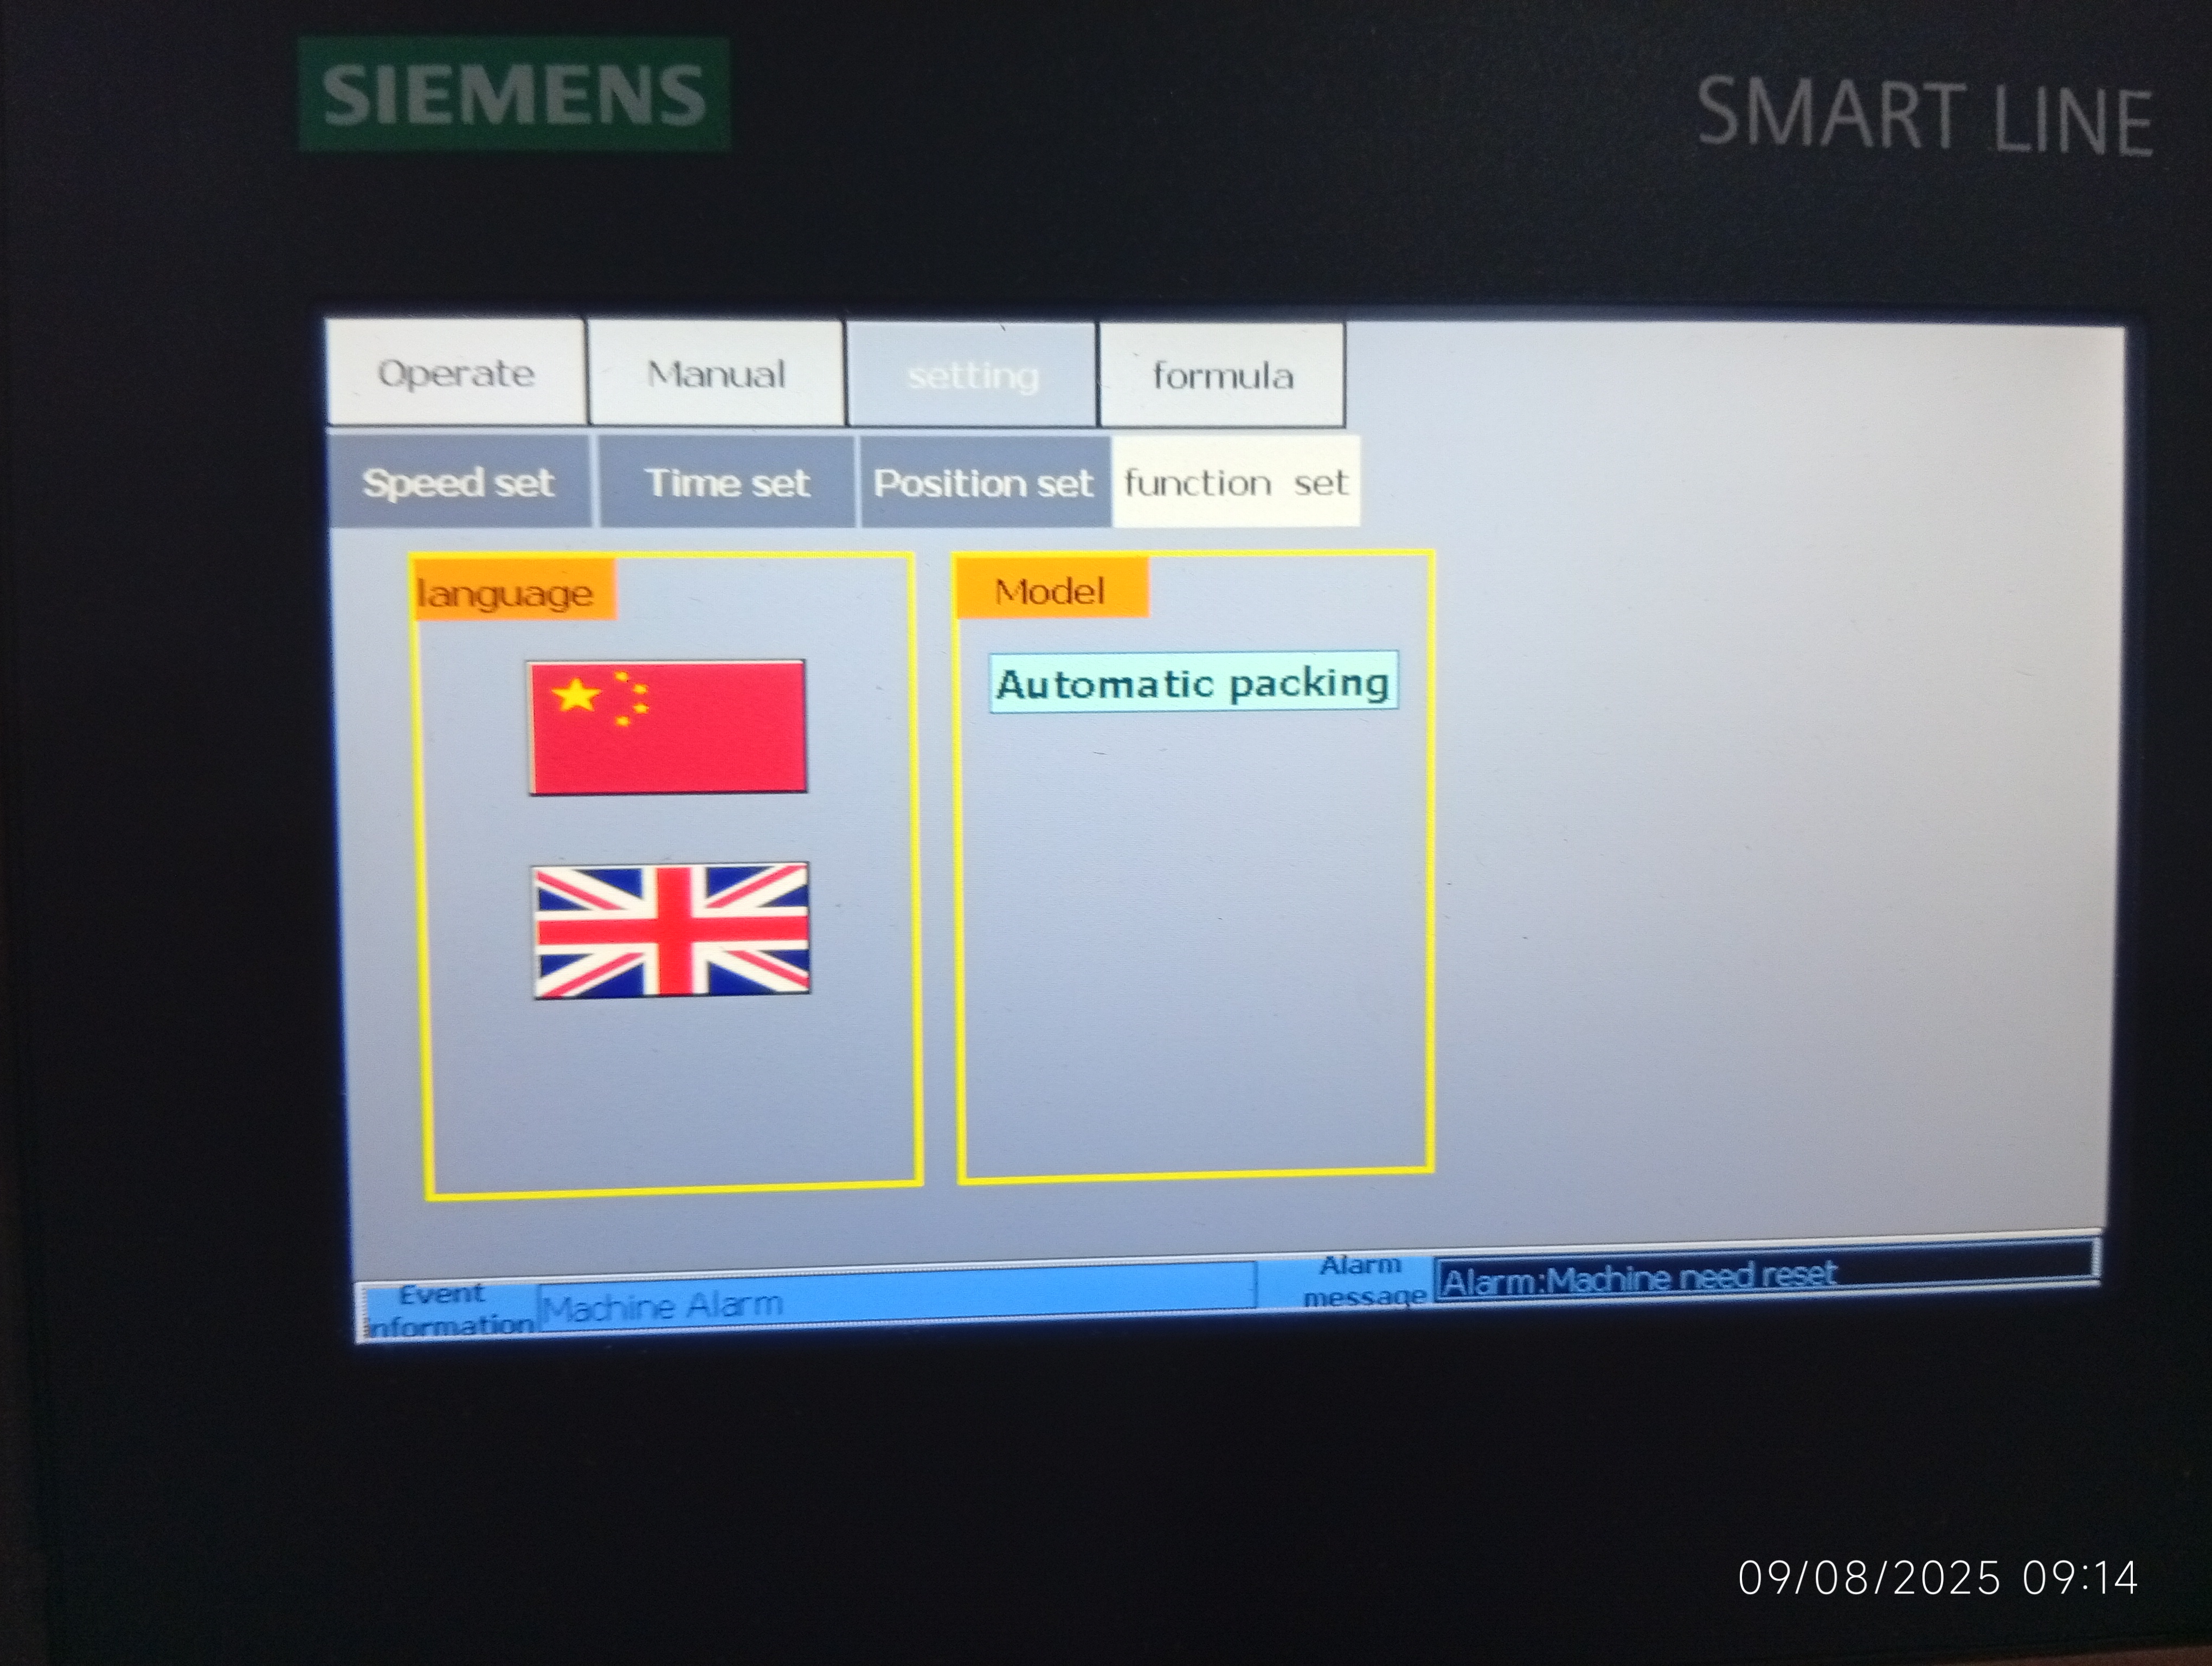 SIEMENS
SMART LINE
Operate
Manual
setting
formula
Speed set
Time set
Position set
function set
language
Model
Automatic packing
Event
information
Machine Alarm
Alarm
message
Alarm:Machine need reset
09/08/2025 09:14